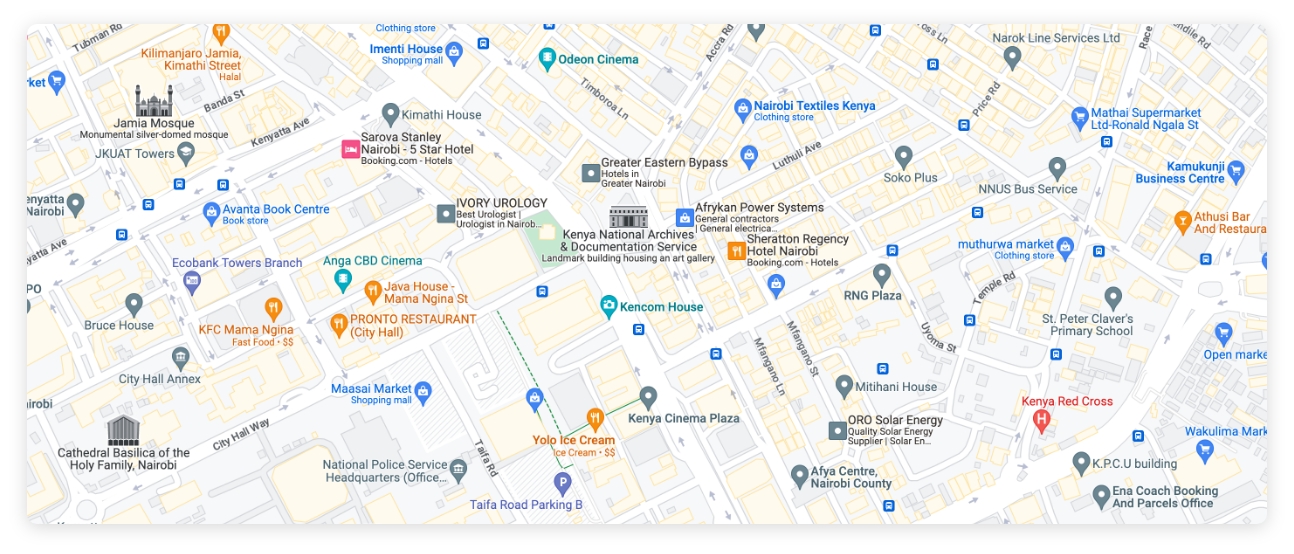 Tubman Rd
Clothing store
Imenti House
Shopping mall
Odeon Cinema
Accra Rd
Race
Narok Line Services Ltd
Kilimanjaro Jamia,
Kimathi Street
Halal
Banda St
Timboroa Ln
Price Rd
Jamia Mosque
Monumental silver-domed mosque
Kenyatta Ave
Kimathi House
Nairobi Textiles Kenya
Clothing store
Mathai Supermarket
Ltd-Ronald Ngala St
JKUAT Towers
Sarova Stanley
Nairobi - 5 Star Hotel
Booking.com - Hotels
Greater Eastern Bypass
Hotels in
Greater Nairobi
Luthuli Ave
Soko Plus
NNUS Bus Service
Kamukunji
Business Centre
enyatta
Nairobi
Avanta Book Centre
Book store
IVORY UROLOGY
Best Urologist |
Urologist in Nairob...
Kenya National Archives
& Documentation Service
Landmark building housing an art gallery
Afrykan Power Systems
General contractors
| General electrica...
Sheratton Regency
Hotel Nairobi
Booking.com - Hotels
muthurwa market
Clothing store
Athusi Bar
And Restaura
yatta Ave
Ecobank Towers Branch
Anga CBD Cinema
Java House -
Mama Ngina St
PRONTO RESTAURANT
(City Hall)
Kencom House
RNG Plaza
Temple Rd
St. Peter Claver's
Primary School
PO
Bruce House
KFC Mama Ngina
Fast Food • $$
Mfangano Ln
Mfangano St
Uyoma St
Open marke
City Hall Annex
Maasai Market
Shopping mall
Mitihani House
airobi
Kenya Cinema Plaza
Kenya Red Cross
Cathedral Basilica of the
Holy Family, Nairobi
City Hall Way
Yolo Ice Cream
Ice Cream • $$
ORO Solar Energy
Quality Solar Energy
Supplier | Solar En...
Wakulima Mark
National Police Service
Headquarters (Office...
Taifa Rd
Taifa Road Parking B
Afya Centre,
Nairobi County
K.P.C.U building
Ena Coach Booking
And Parcels Office